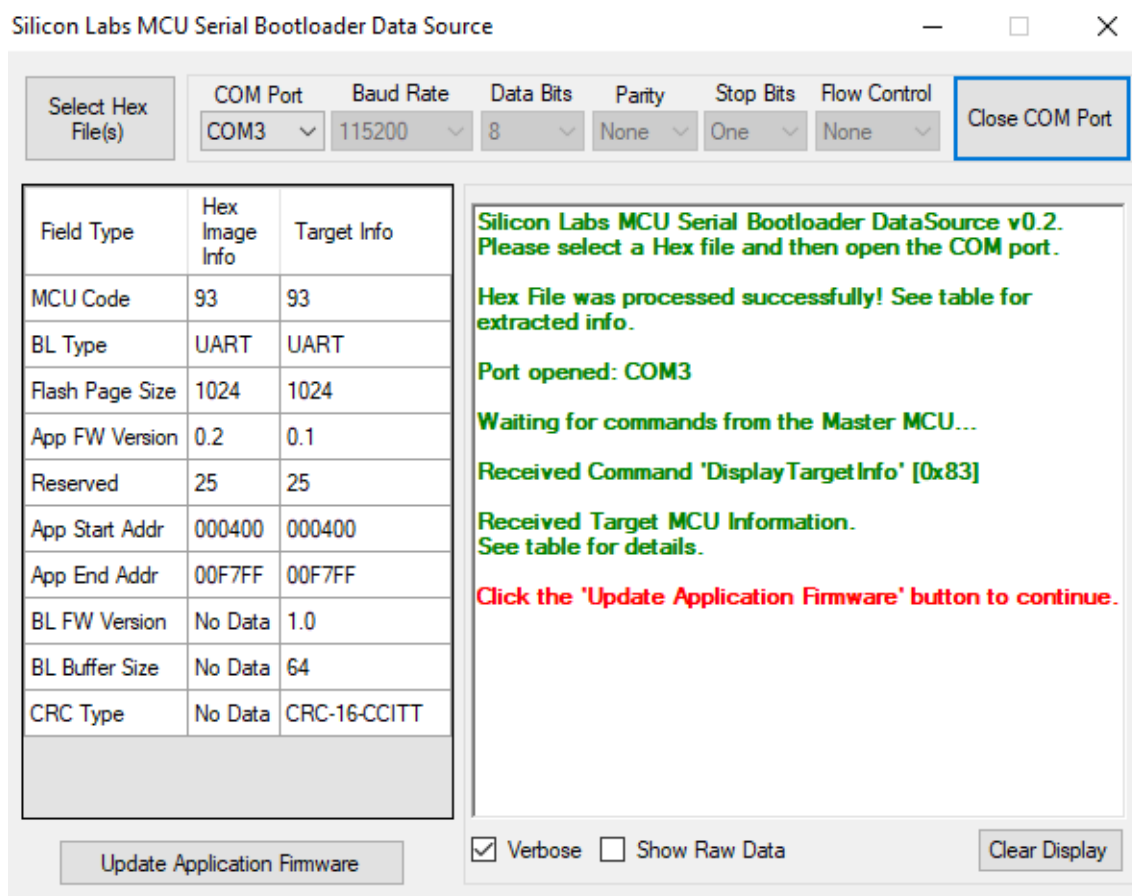 Silicon Labs MCU Serial Bootloader Data Source
Select Hex
File(s)
COM Port
Baud Rate
Data Bits
Parity
Stop Bits
Flow Control
COM3
115200
8
None
One
None
Close COM Port
Field Type
Hex
Image
Info
Target Info
MCU Code 93 93
BL Type UART UART
Flash Page Size 1024 1024
App FW Version 0.2 0.1
Reserved 25 25
App Start Addr 000400 000400
App End Addr 00F7FF 00F7FF
BL FW Version No Data 1.0
BL Buffer Size No Data 64
CRC Type No Data CRC-16-CCITT
Update Application Firmware
Silicon Labs MCU Serial Bootloader DataSource v0.2.
Please select a Hex file and then open the COM port.
Hex File was processed successfully! See table for
extracted info.
Port opened: COM3
Waiting for commands from the Master MCU...
Received Command 'DisplayTargetInfo' [0x83]
Received Target MCU Information.
See table for details.
Click the 'Update Application Firmware' button to continue.
Verbose
Show Raw Data
Clear Display